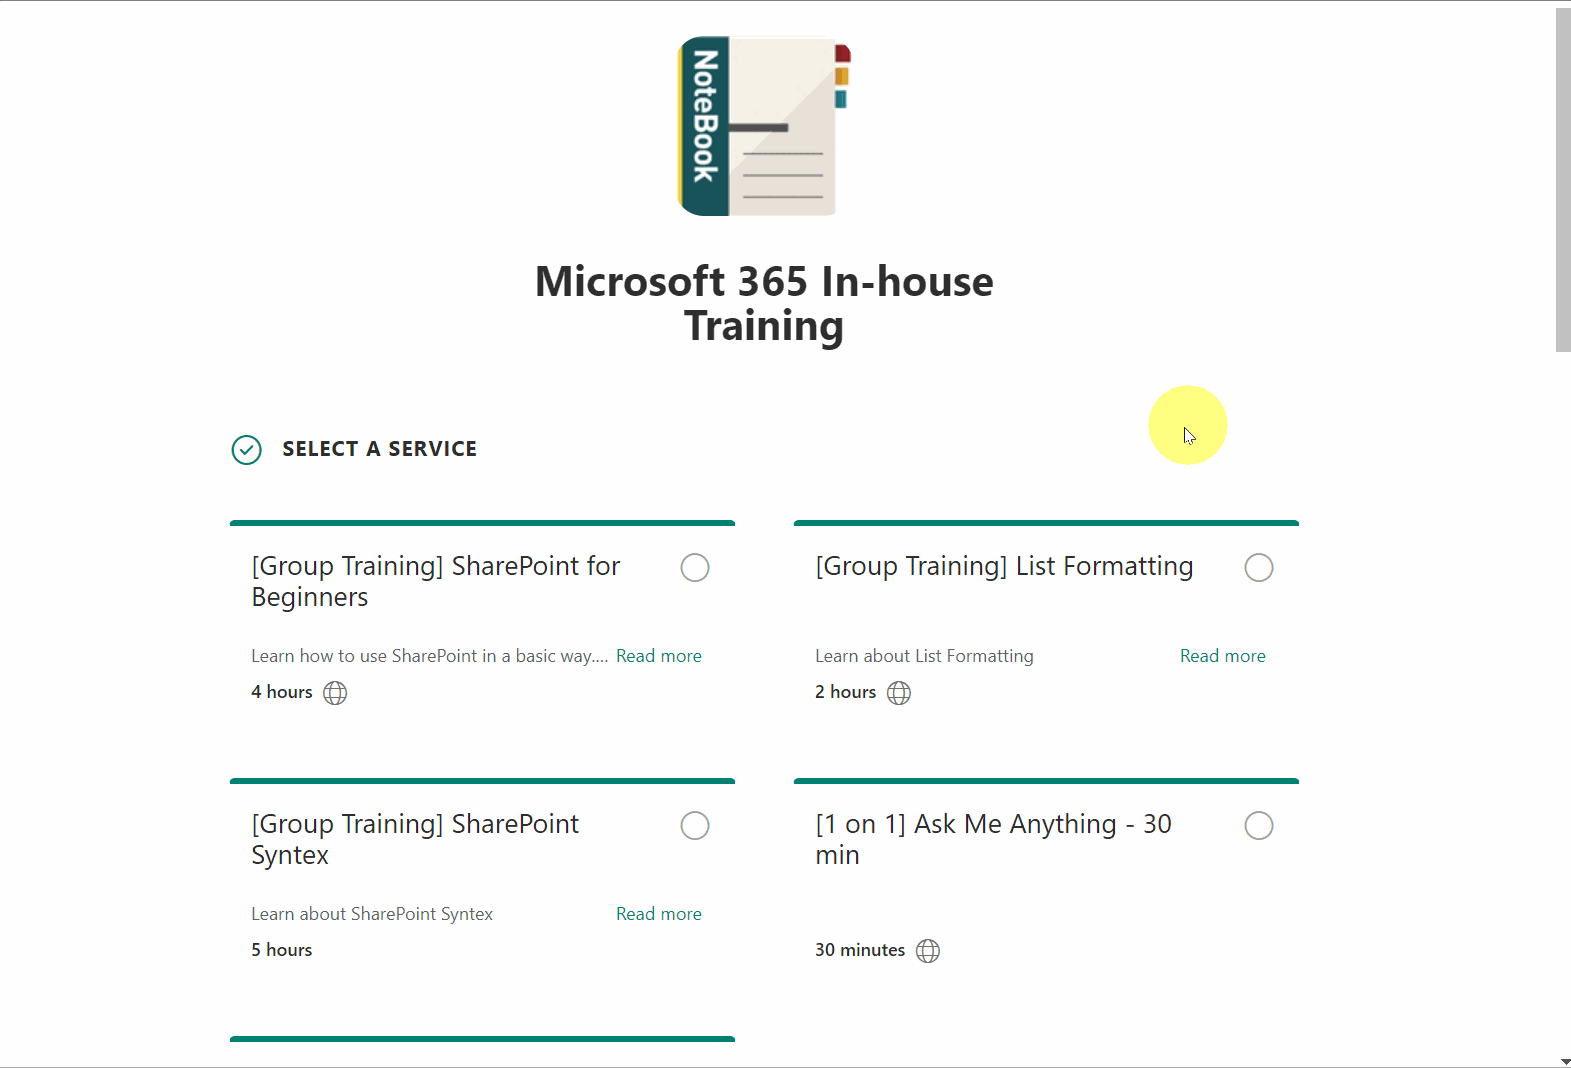 NoteBook
Microsoft 365 In-house
Training
SELECT A SERVICE
[Group Training] SharePoint for
Beginners
Learn how to use SharePoint in a basic way.... Read more
4 hours
[Group Training] List Formatting
Learn about List Formatting Read more
2 hours
[Group Training] SharePoint
Syntex
Learn about SharePoint Syntex Read more
5 hours
[1 on 1] Ask Me Anything - 30
min
30 minutes